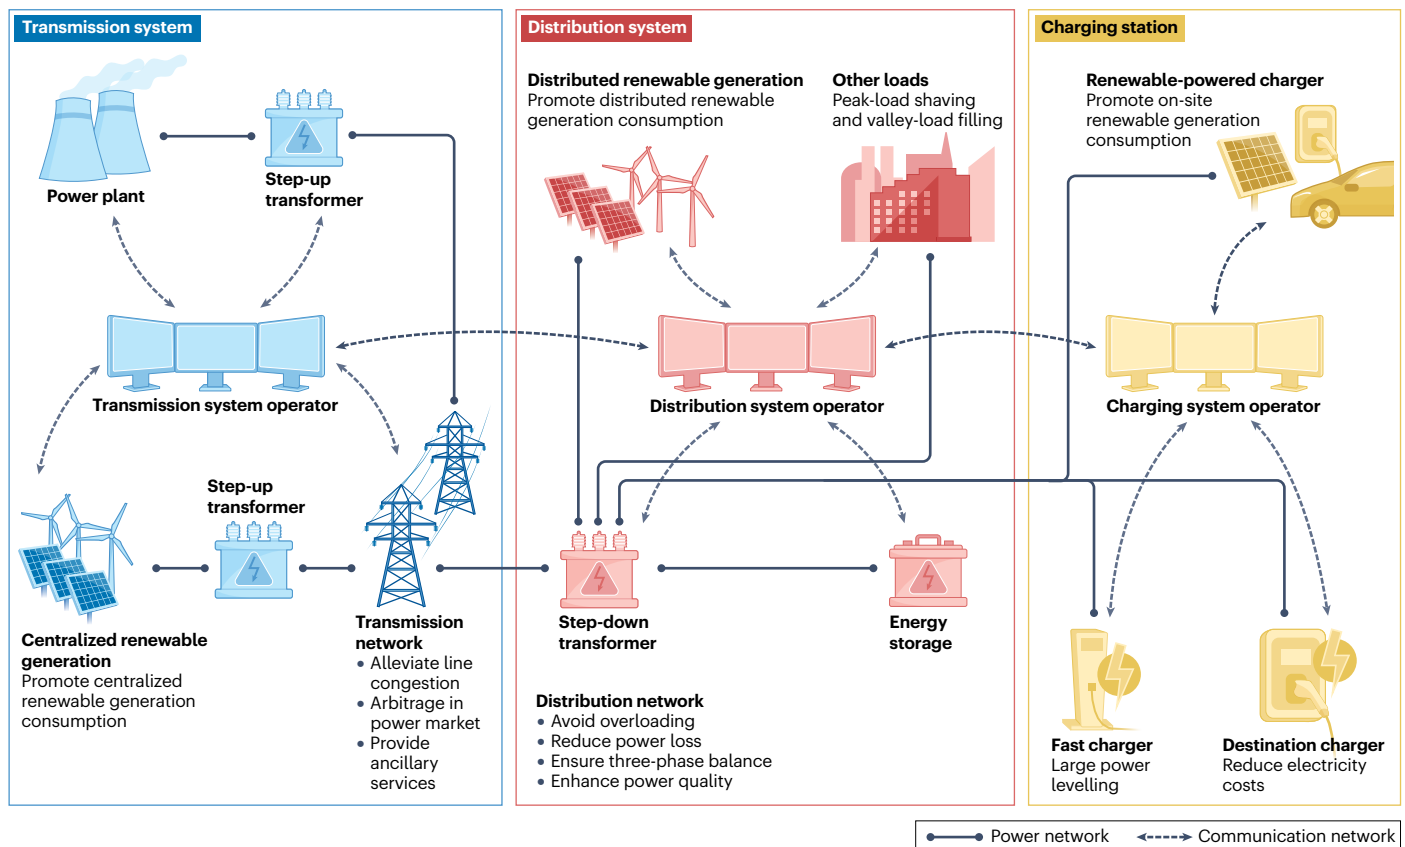 Transmission system
Power plant
Step-up
transformer
Transmission system operator
Step-up
transformer
Centralized renewable
generation
Promote centralized
renewable generation
consumption
Transmission
network
• Alleviate line
congestion
• Arbitrage in
power market
• Provide
ancillary
services
Distribution system
Distributed renewable generation
Promote distributed renewable
generation consumption
Other loads
Peak-load shaving
and valley-load filling
Distribution system operator
Step-down
transformer
Energy
storage
Distribution network
• Avoid overloading
• Reduce power loss
• Ensure three-phase balance
• Enhance power quality
Charging station
Renewable-powered charger
Promote on-site
renewable generation
consumption
Charging system operator
Fast charger
Large power
levelling
Destination charger
Reduce electricity
costs
Power network
Communication network